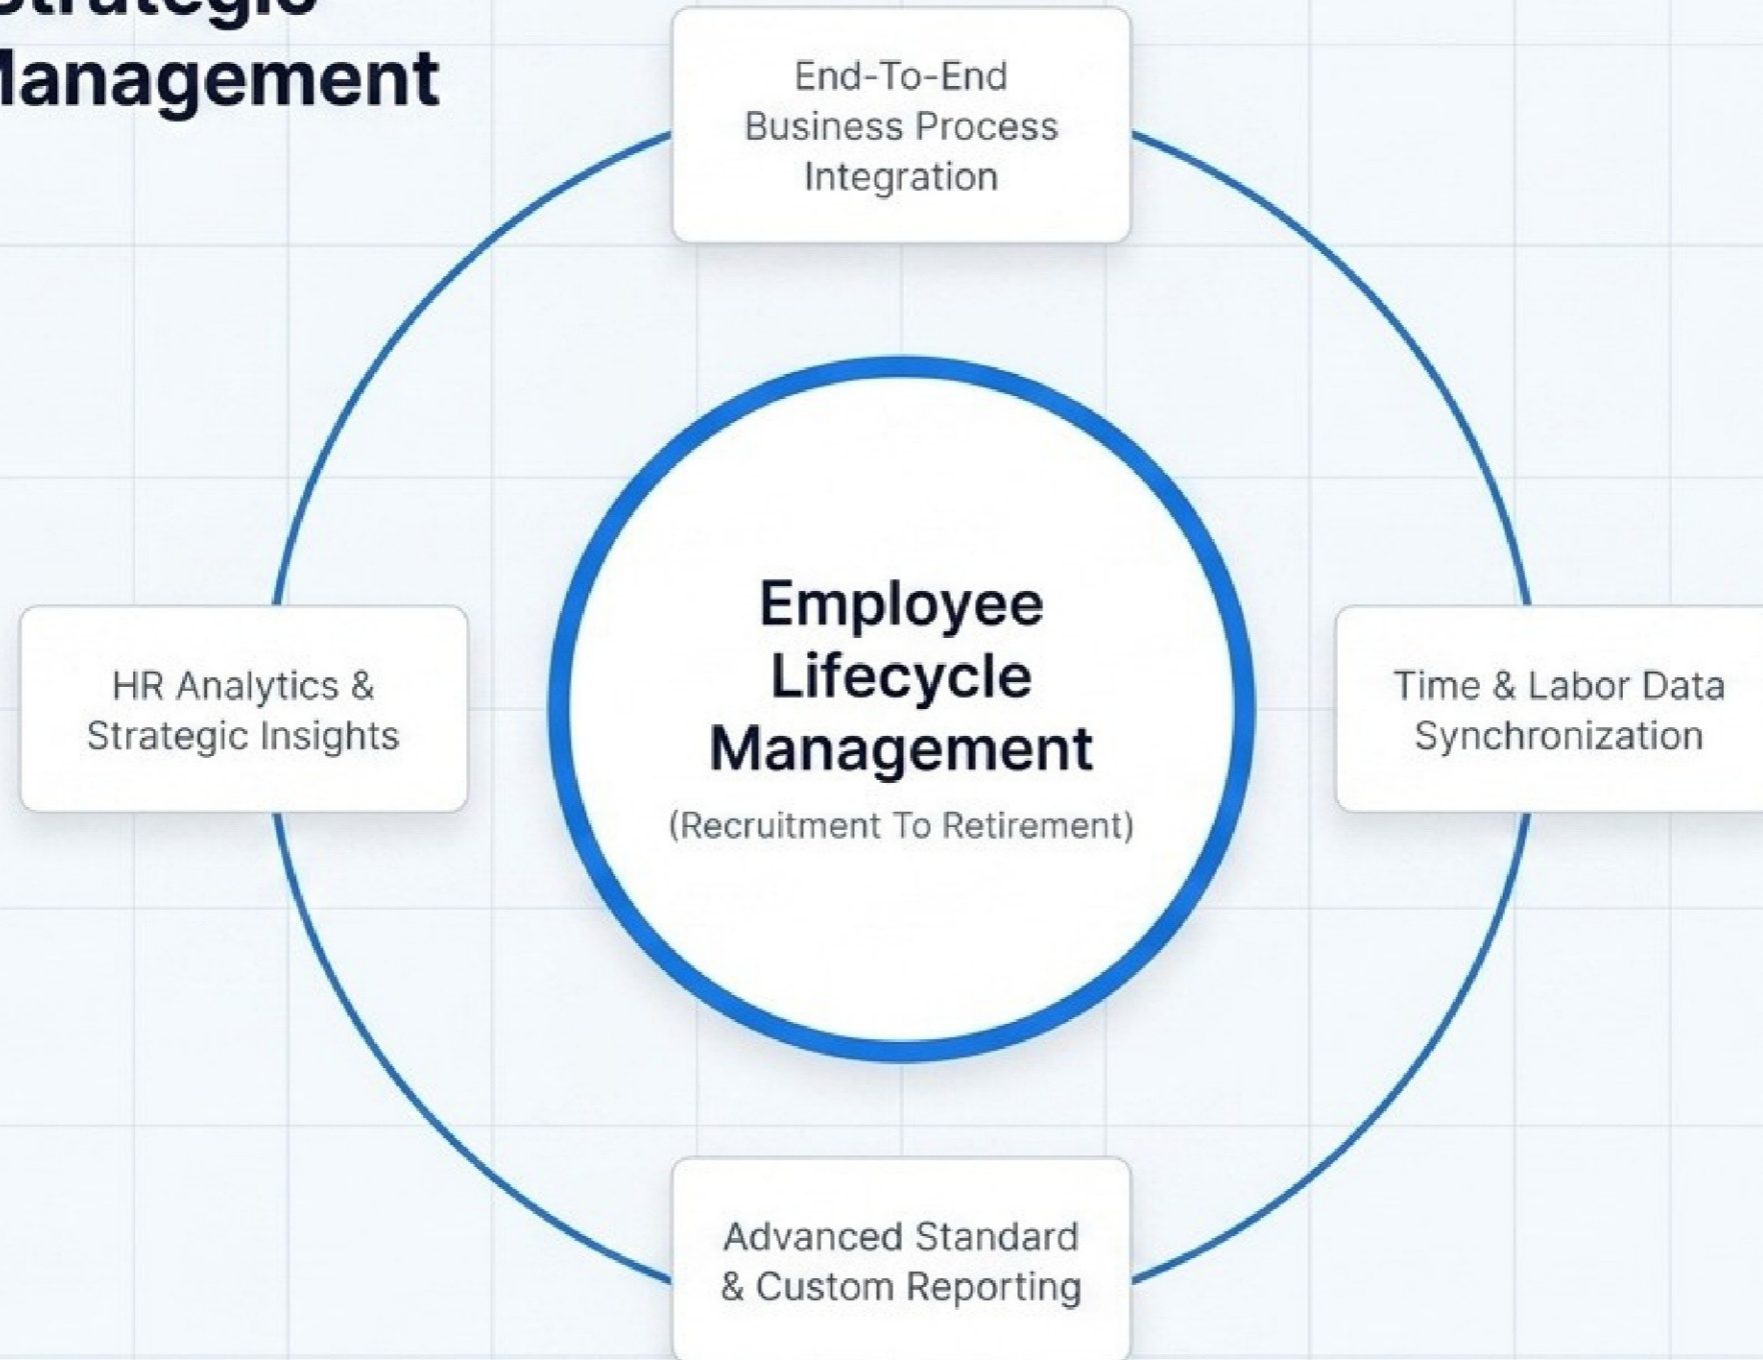 Strategic
Management
End-To-End
Business Process
Integration
Employee
Lifecycle
Management
(Recruitment To Retirement)
HR Analytics &
Strategic Insights
Time & Labor Data
Synchronization
Advanced Standard
& Custom Reporting